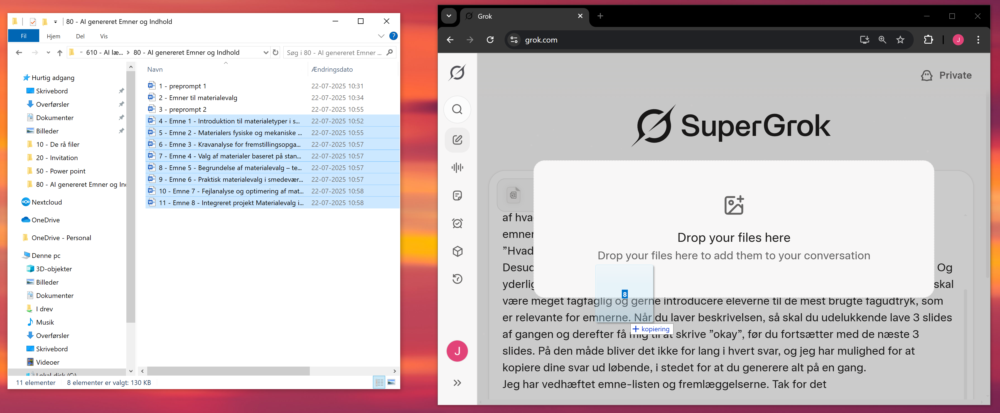 80 - AI genereret Emner og Indhold
Fil
Hjem
Del
Vis
?
« 610 - AI læ... > 80 - AI genereret Emner og Indhold
Søg i 80 - AI genereret Emner ...
Hurtig adgang
Skrivebord
Overførsler
Dokumenter
Billeder
10 - De rå filer
20 - Invitation
50 - Power point
80 - AI genereret Emner og Ind
Nextcloud
OneDrive
OneDrive - Personal
Denne pc
3D-objekter
Billeder
Dokumenter
I drev
Musik
Overførsler
Skrivebord
Videoer
Lokal disk (C:)
Navn
Ændringsdato
1 - preprompt 1 22-07-2025 10:31
2 - Emner til materialevalg 22-07-2025 10:34
3 - preprompt 2 22-07-2025 10:55
4 - Emne 1 - Introduktion til materialetyper i s... 22-07-2025 10:52
5 - Emne 2 - Materialers fysiske og mekaniske ... 22-07-2025 10:55
6 - Emne 3 - Kravanalyse for fremstillingsopga... 22-07-2025 10:57
7 - Emne 4 - Valg af materialer baseret på stan... 22-07-2025 10:57
8 - Emne 5 - Begrundelse af materialevalg – te... 22-07-2025 10:57
9 - Emne 6 - Praktisk materialevalg i smedevær... 22-07-2025 10:57
10 - Emne 7 - Fejlanalyse og optimering af mat... 22-07-2025 10:58
11 - Emne 8 - Integreret projekt Materialevalg i... 22-07-2025 10:58
11 elementer
8 elementer er valgt: 130 KB
Grok
grok.com
J
Private
SuperGrok
Drop your files here
Drop your files here to add them to your conversation
8
+ kopiering
J
af hva
emner
”Hvad
Desud Og
yderlig skal
være meget fagfaglig og gerne introducere eleverne til de mest brugte fagudtryk, som
er relevante for emnerne. Når du laver beskrivelsen, så skal du udelukkende lave 3 slides
af gangen og derefter få mig til at skrive ”okay”, før du fortsætter med de næste 3
slides. På den måde bliver det ikke for lang i hvert svar, og jeg har mulighed for at
kopiere dine svar ud løbende, i stedet for at du generere alt på en gang.
Jeg har vedhæftet emne-listen og fremlæggelserne. Tak for det